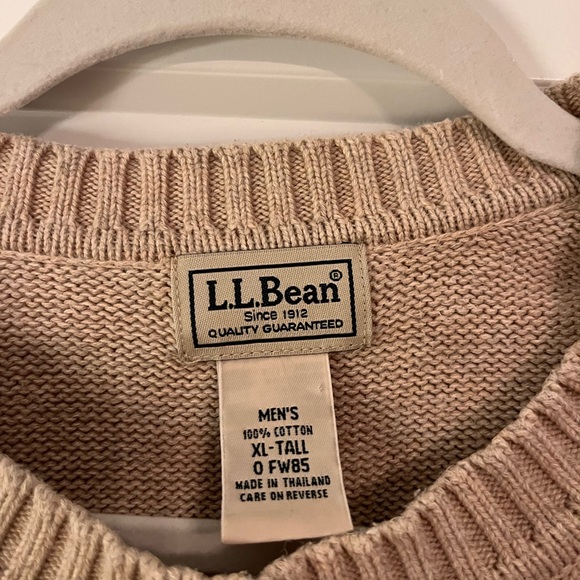 L.L.Bean®
Since 1912
QUALITY GUARANTEED
MEN'S
100% COTTON
XL-TALL
0 FW85
MADE IN THAILAND
CARE ON REVERSE